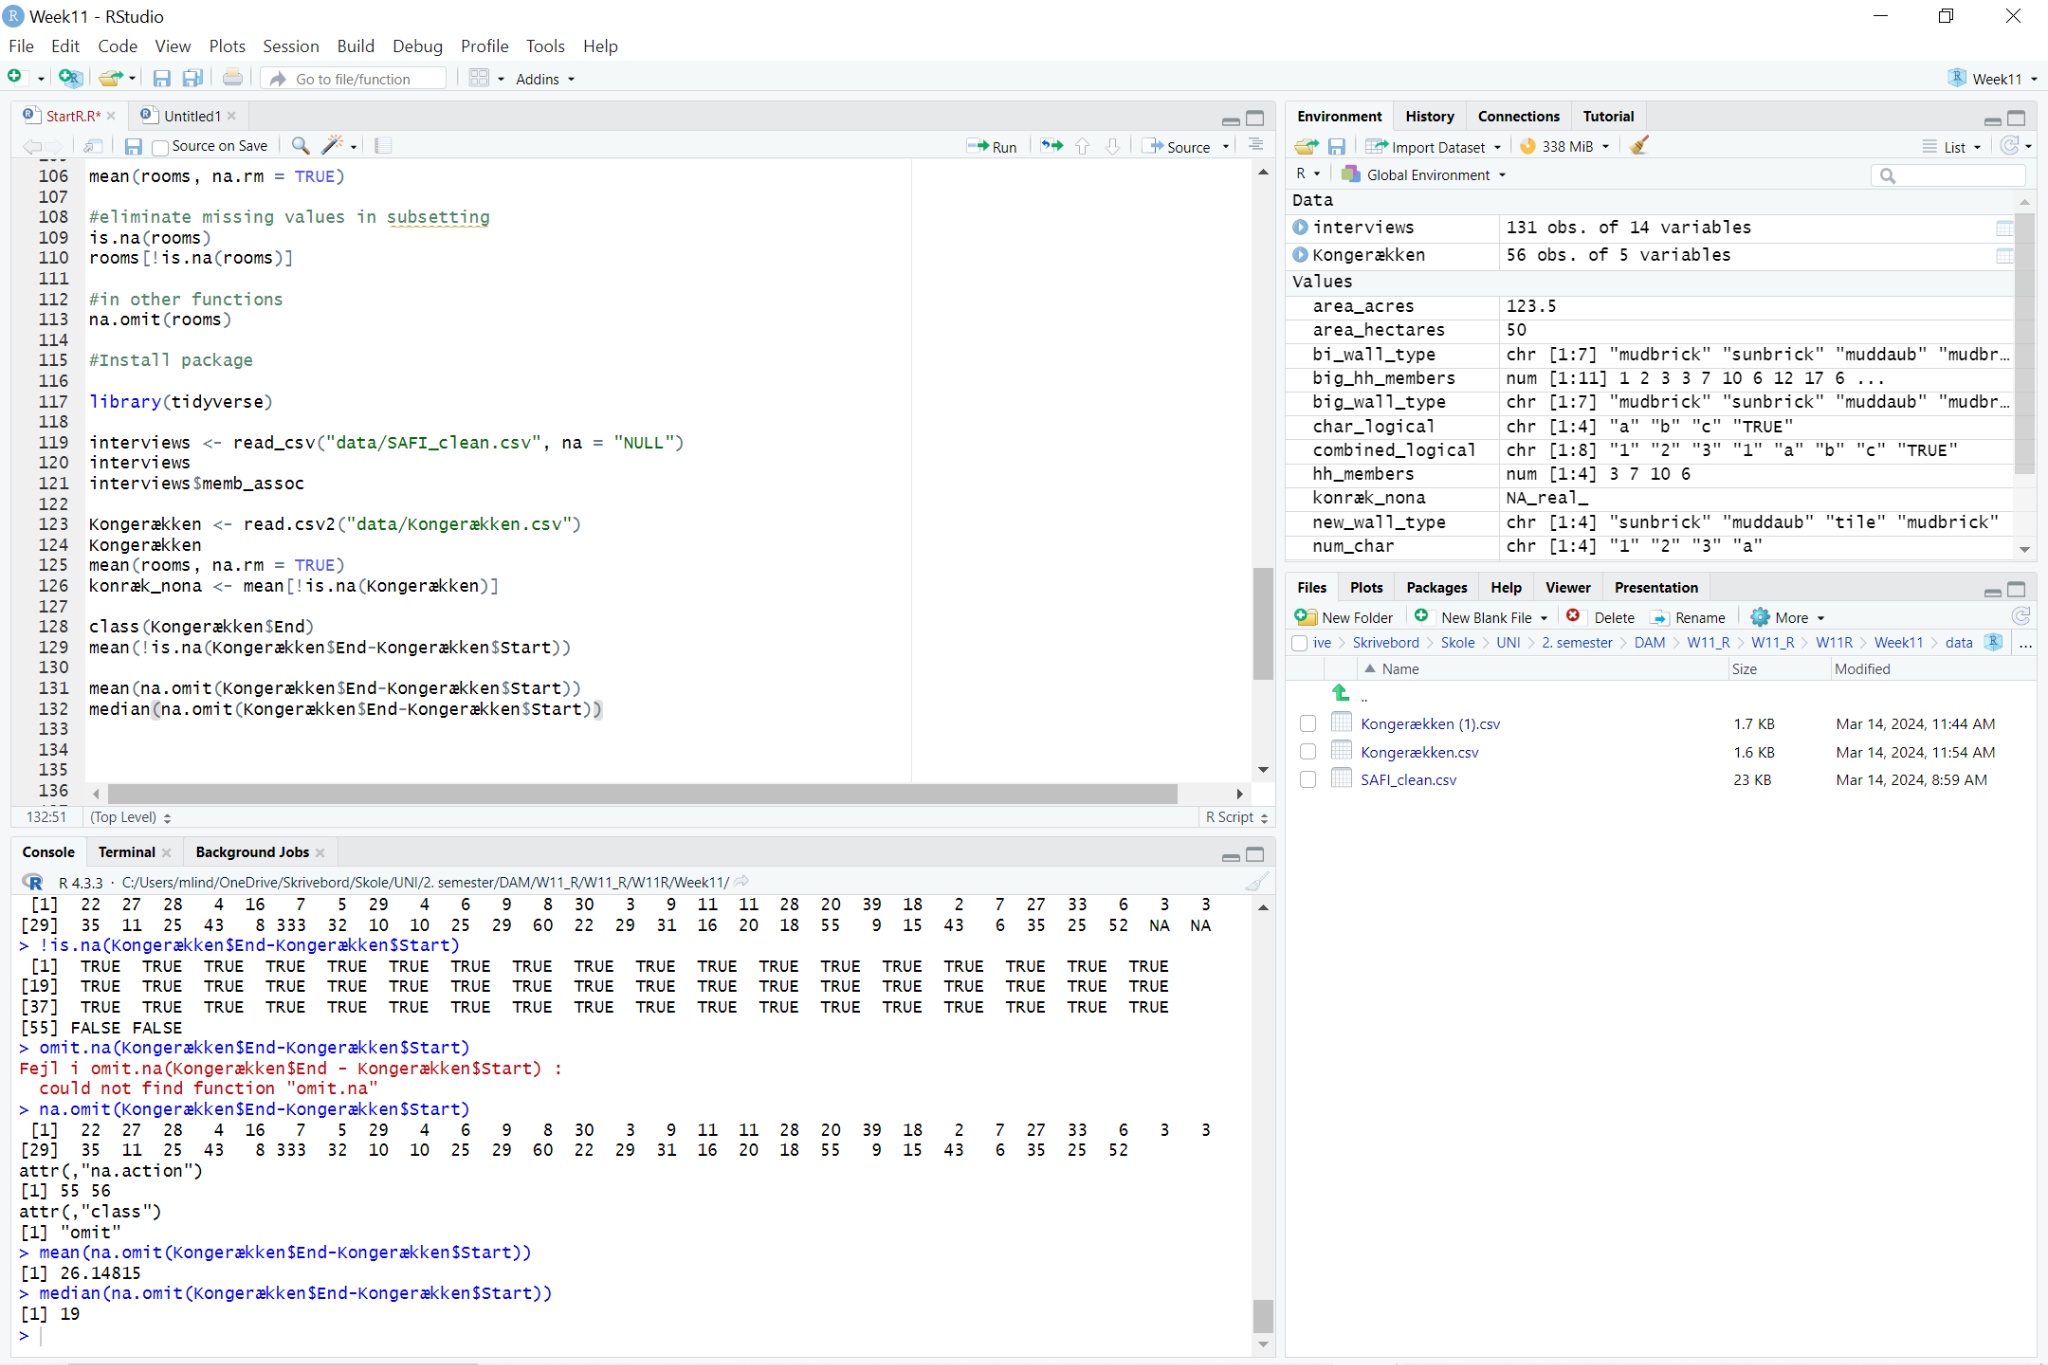 Week11 - RStudio
File Edit Code View Plots Session Build Debug Profile Tools Help
Go to file/function Addins Week11
StartR.R* Untitled1
Source on Save Run Source
106 mean(rooms, na.rm = TRUE)
107
108 #eliminate missing values in subsetting
109 is.na(rooms)
110 rooms[!is.na(rooms)]
111
112 #in other functions
113 na.omit(rooms)
114
115 #Install package
116
117 library(tidyverse)
118
119 interviews <- read_csv("data/SAFI_clean.csv", na = "NULL")
120 interviews
121 interviews$memb_assoc
122
123 Kongerækken <- read.csv2("data/Kongerækken.csv")
124 Kongerækken
125 mean(rooms, na.rm = TRUE)
126 konræk_nona <- mean[!is.na(Kongerækken)]
127
128 class(Kongerækken$End)
129 mean(!is.na(Kongerækken$End-Kongerækken$Start))
130
131 mean(na.omit(Kongerækken$End-Kongerækken$Start))
132 median(na.omit(Kongerækken$End-Kongerækken$Start))
133
134
135
136
132:51 (Top Level) R Script
Console Terminal Background Jobs
R 4.3.3 · C:/Users/mlind/OneDrive/Skrivebord/Skole/UNI/2. semester/DAM/W11_R/W11_R/W11R/Week11/
[1] 22 27 28 4 16 7 5 29 4 6 9 8 30 3 9 11 11 28 20 39 18 2 7 27 33 6 3 3
[29] 35 11 25 43 8 333 32 10 10 25 29 60 22 29 31 16 20 18 55 9 15 43 6 35 25 52 NA NA
> !is.na(Kongerækken$End-Kongerækken$Start)
[1] TRUE TRUE TRUE TRUE TRUE TRUE TRUE TRUE TRUE TRUE TRUE TRUE TRUE TRUE TRUE TRUE TRUE TRUE
[19] TRUE TRUE TRUE TRUE TRUE TRUE TRUE TRUE TRUE TRUE TRUE TRUE TRUE TRUE TRUE TRUE TRUE TRUE
[37] TRUE TRUE TRUE TRUE TRUE TRUE TRUE TRUE TRUE TRUE TRUE TRUE TRUE TRUE TRUE TRUE TRUE TRUE
[55] FALSE FALSE
> omit.na(Kongerækken$End-Kongerækken$Start)
Fejl i omit.na(Kongerækken$End - Kongerækken$Start) :
could not find function "omit.na"
> na.omit(Kongerækken$End-Kongerækken$Start)
[1] 22 27 28 4 16 7 5 29 4 6 9 8 30 3 9 11 11 28 20 39 18 2 7 27 33 6 3 3
[29] 35 11 25 43 8 333 32 10 10 25 29 60 22 29 31 16 20 18 55 9 15 43 6 35 25 52
attr(,"na.action")
[1] 55 56
attr(,"class")
[1] "omit"
> mean(na.omit(Kongerækken$End-Kongerækken$Start))
[1] 26.14815
> median(na.omit(Kongerækken$End-Kongerækken$Start))
[1] 19
>
Environment History Connections Tutorial
Import Dataset 338 MiB List
R Global Environment
Data
interviews 131 obs. of 14 variables
Kongerækken 56 obs. of 5 variables
Values
area_acres 123.5
area_hectares 50
bi_wall_type chr [1:7] "mudbrick" "sunbrick" "muddaub" "mudbr…
big_hh_members num [1:11] 1 2 3 3 7 10 6 12 17 6 ...
big_wall_type chr [1:7] "mudbrick" "sunbrick" "muddaub" "mudbr…
char_logical chr [1:4] "a" "b" "c" "TRUE"
combined_logical chr [1:8] "1" "2" "3" "1" "a" "b" "c" "TRUE"
hh_members num [1:4] 3 7 10 6
konræk_nona NA_real_
new_wall_type chr [1:4] "sunbrick" "muddaub" "tile" "mudbrick"
num_char chr [1:4] "1" "2" "3" "a"
Files Plots Packages Help Viewer Presentation
New Folder New Blank File Delete Rename More
ive Skrivebord Skole UNI 2. semester DAM W11_R W11_R W11R Week11 data ...
Name Size Modified
..
Kongerækken (1).csv 1.7 KB Mar 14, 2024, 11:44 AM
Kongerækken.csv 1.6 KB Mar 14, 2024, 11:54 AM
SAFI_clean.csv 23 KB Mar 14, 2024, 8:59 AM